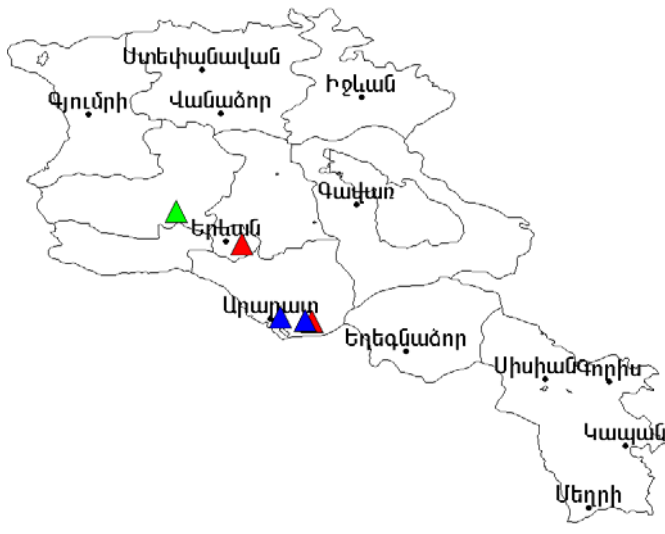 Ստեփանավան
Իջևան
Գյումրի
Վանաձոր
Գավառ
Երևան
Արարատ
Եղեգնաձոր
Սիսիան
Գորիս
Կապան
Մեղրի